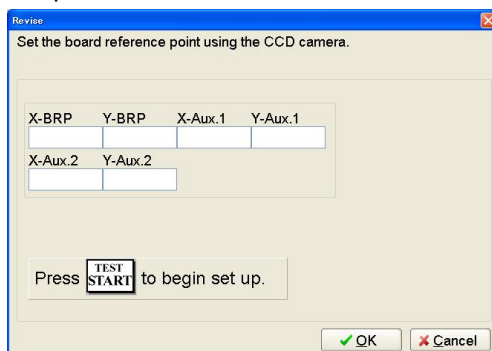 Revise
Set the board reference point using the CCD camera.
X-BRP Y-BRP X-Aux.1 Y-Aux.1
X-Aux.2 Y-Aux.2
Press TEST START to begin set up.
OK Cancel